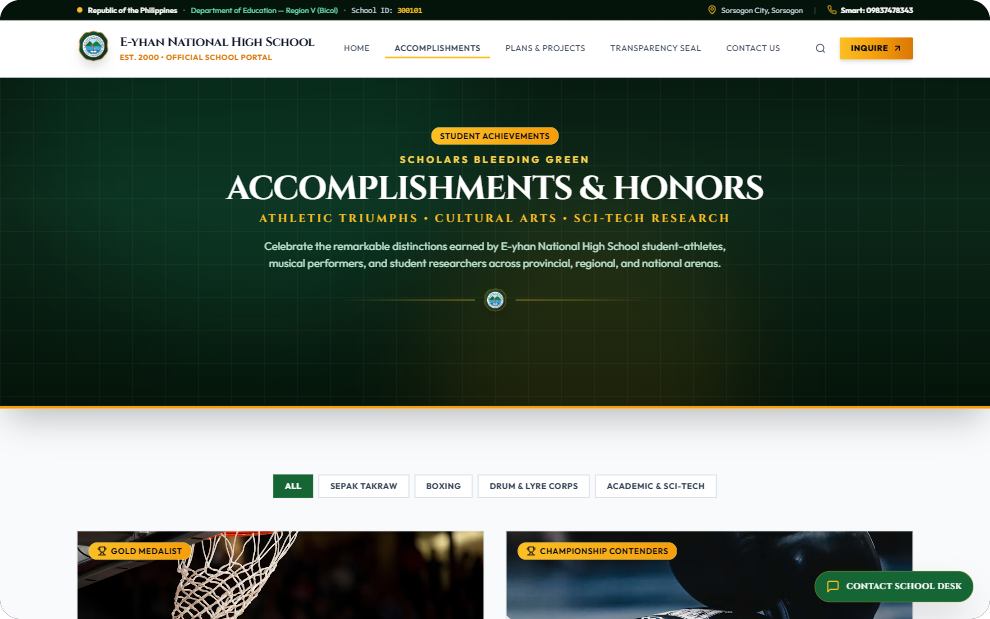 Republic of the Philippines · Department of Education — Region V (Bicol) · School ID: 300101
Sorsogon City, Sorsogon | Smart: 09837478343
E-YHAN NATIONAL HIGH SCHOOL
EST. 2000 • OFFICIAL SCHOOL PORTAL
HOME ACCOMPLISHMENTS PLANS & PROJECTS TRANSPARENCY SEAL CONTACT US
INQUIRE
STUDENT ACHIEVEMENTS
SCHOLARS BLEEDING GREEN
ACCOMPLISHMENTS & HONORS
ATHLETIC TRIUMPHS • CULTURAL ARTS • SCI-TECH RESEARCH
Celebrate the remarkable distinctions earned by E-yhan National High School student-athletes,
musical performers, and student researchers across provincial, regional, and national arenas.
ALL SEPAK TAKRAW BOXING DRUM & LYRE CORPS ACADEMIC & SCI-TECH
GOLD MEDALIST
CHAMPIONSHIP CONTENDERS
CONTACT SCHOOL DESK